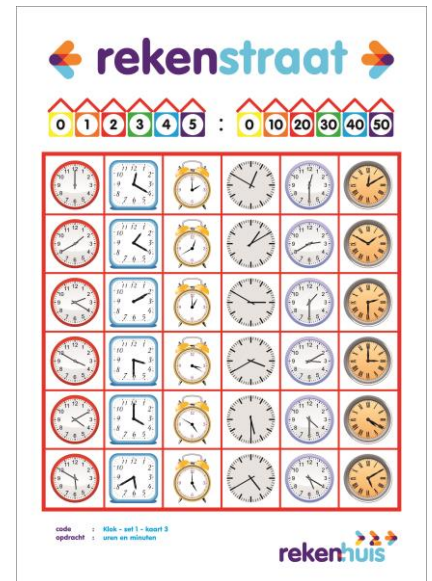 rekenstraat
0 1 2 3 4 5 : 0 10 20 30 40 50
code : Klok - set 1 - kaart 3
opdracht : uren en minuten
rekenhuis